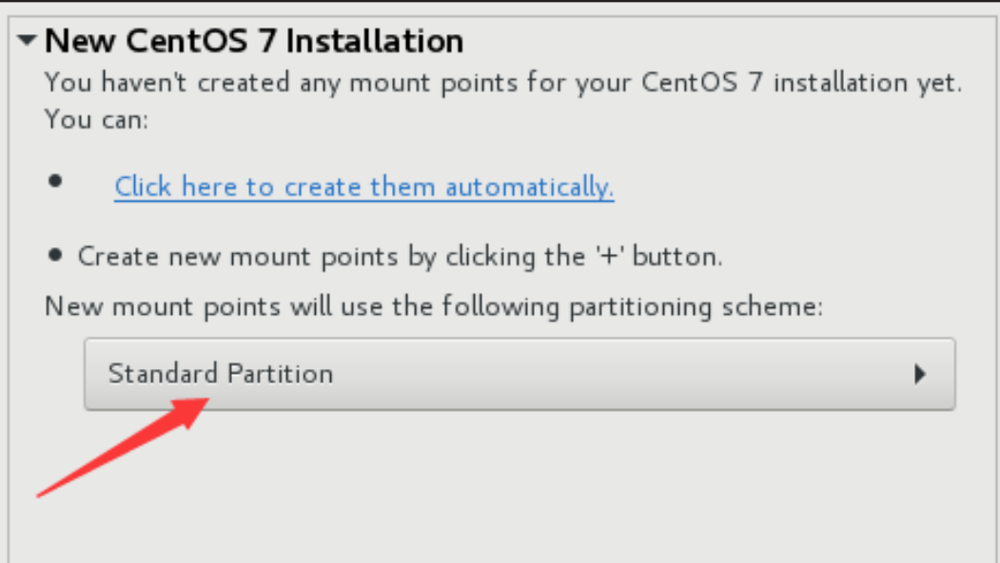 New CentOS 7 Installation
You haven't created any mount points for your CentOS 7 installation yet.
You can:
Click here to create them automatically.
Create new mount points by clicking the '+' button.
New mount points will use the following partitioning scheme:
Standard Partition